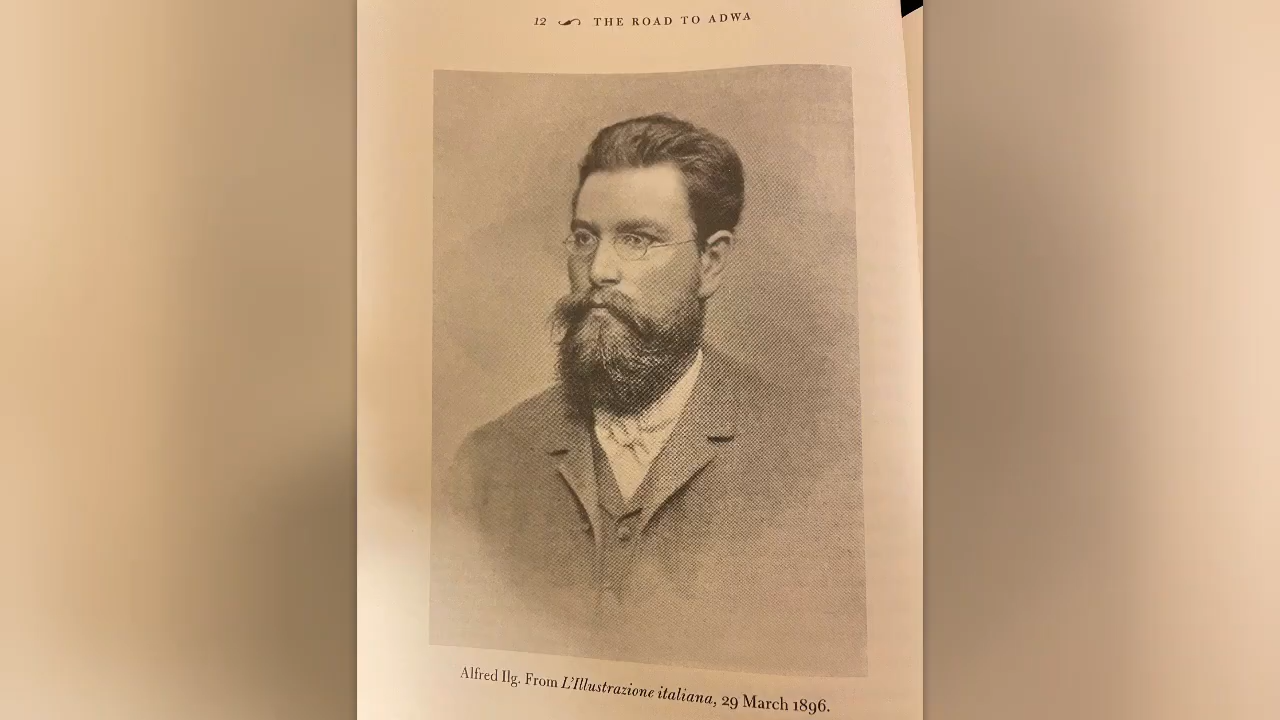 12 THE ROAD TO ADWA
Alfred Ilg. From L'Illustrazione italiana, 29 March 1896.